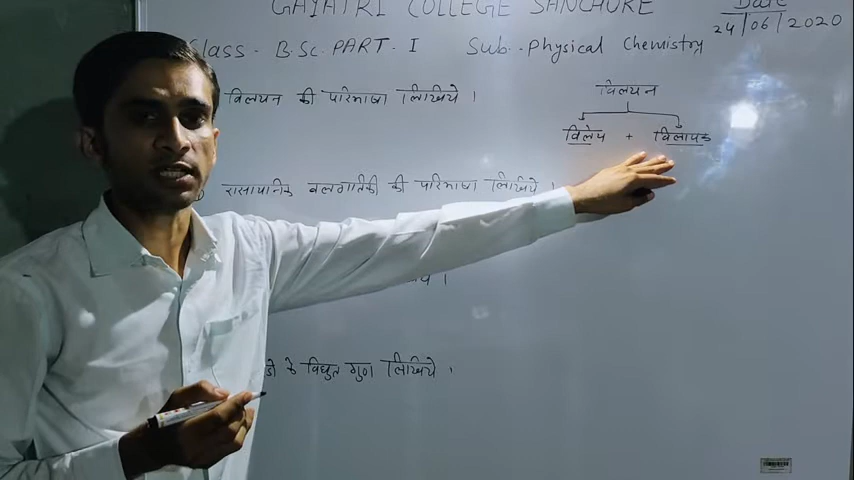 GAYATRI COLLEGE SANCHORE
Date
24/06/2020
Class - B.Sc. PART - I Sub.- Physical Chemistry
विलयन की परिभाषा लिखिये ।
विलयन
विलेय + विलायक
रासायनिक बलगतिकी की परिभाषा लिखिये ।
के विधुत गुण लिखिये ।